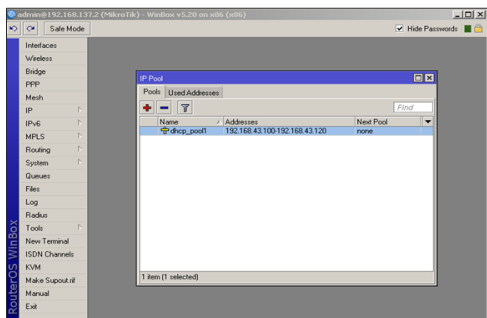 admin@192.168.137.2 (MikroTik) - WinBox v5.20 on x86 (x86)
Safe Mode
Hide Passwords
Interfaces
Wireless
Bridge
PPP
Mesh
IP
IPv6
MPLS
Routing
System
Queues
Files
Log
Radius
Tools
New Terminal
ISDN Channels
KVM
Make Supout.rif
Manual
Exit
RouterOS WinBox
IP Pool
Pools Used Addresses
Find
Name Addresses Next Pool
dhcp_pool1 192.168.43.100-192.168.43.120 none
1 item (1 selected)